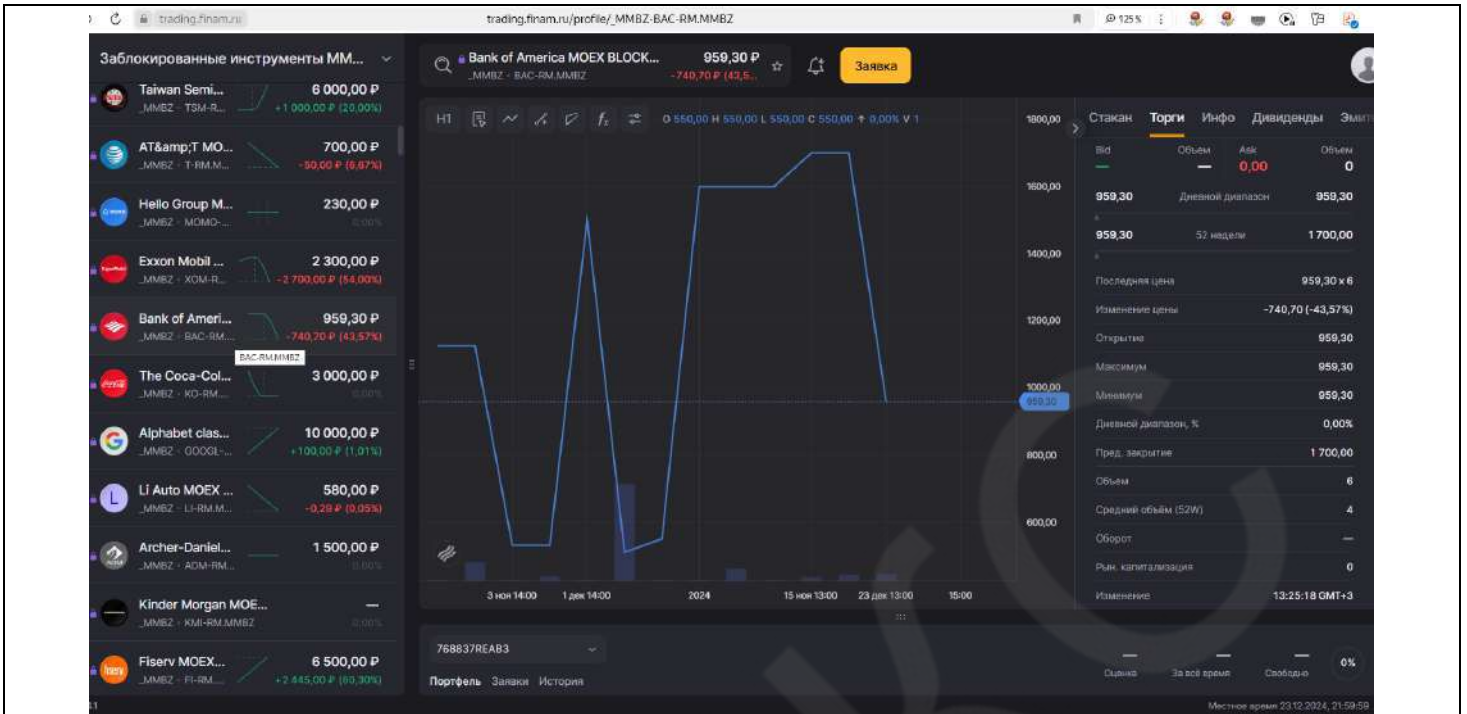 trading.finam.ru
trading.finam.ru/profile/_MMBZ-BAC-RM.MMBZ
125 %
Заблокированные инструменты ММ...
Taiwan Semi...
6 000,00 ₽
_MMBZ · TSM-R...
+1 000,00 ₽ (20,00%)
AT&amp;T MO...
700,00 ₽
_MMBZ · T-RM.M...
-50,00 ₽ (6,67%)
Hello Group M...
230,00 ₽
_MMBZ · MOMO-...
0,00%
Exxon Mobil ...
2 300,00 ₽
_MMBZ · XOM-R...
-2 700,00 ₽ (54,00%)
Bank of Ameri...
959,30 ₽
_MMBZ · BAC-RM....
-740,70 ₽ (43,57%)
BAC-RM.MMBZ
The Coca-Col...
3 000,00 ₽
_MMBZ · KO-RM....
0,00%
Alphabet clas...
10 000,00 ₽
_MMBZ · GOOGL-...
+100,00 ₽ (1,01%)
Li Auto MOEX ...
580,00 ₽
_MMBZ · LI-RM.M...
-0,29 ₽ (0,05%)
Archer-Daniel...
1 500,00 ₽
_MMBZ · ADM-RM...
0,00%
Kinder Morgan MOE...
—
_MMBZ · KMI-RM.MMBZ
0,00%
Fiserv MOEX...
6 500,00 ₽
_MMBZ · FI-RM....
+2 445,00 ₽ (60,30%)
Bank of America MOEX BLOCK...
959,30 ₽
_MMBZ · BAC-RM.MMBZ
-740,70 ₽ (43,5...
Заявка
H1
O 550,00 H 550,00 L 550,00 C 550,00 0,00% V 1
1800,00
1600,00
1400,00
1200,00
1000,00
959,30
800,00
600,00
3 ноя 14:00 1 дек 14:00 2024 15 ноя 13:00 23 дек 13:00 15:00
Стакан Торги Инфо Дивиденды Эмит
Bid Объем Ask Объем
— — 0,00 0
959,30 Дневной диапазон 959,30
959,30 52 недели 1 700,00
Последняя цена 959,30 x 6
Изменение цены -740,70 (-43,57%)
Открытие 959,30
Максимум 959,30
Минимум 959,30
Дневной диапазон, % 0,00%
Пред. закрытие 1 700,00
Объем 6
Средний объём (52W) 4
Оборот —
Рын. капитализация 0
Изменение 13:25:18 GMT+3
768837REAB3
Портфель Заявки История
Оценка За всё время Свободно 0%
Местное время 23.12.2024, 21:59:59